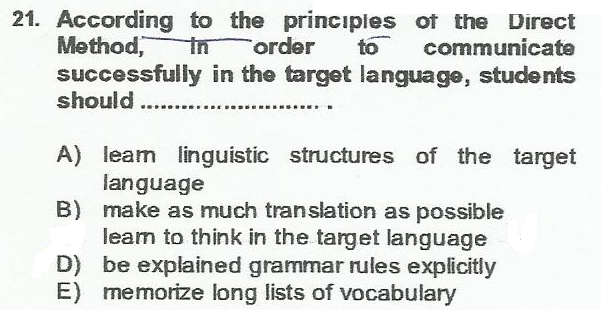 21. According to the principles of the Direct
Method, in order to communicate
successfully in the target language, students
should ............................
A) learn linguistic structures of the target
language
B) make as much translation as possible
learn to think in the target language
D) be explained grammar rules explicitly
E) memorize long lists of vocabulary